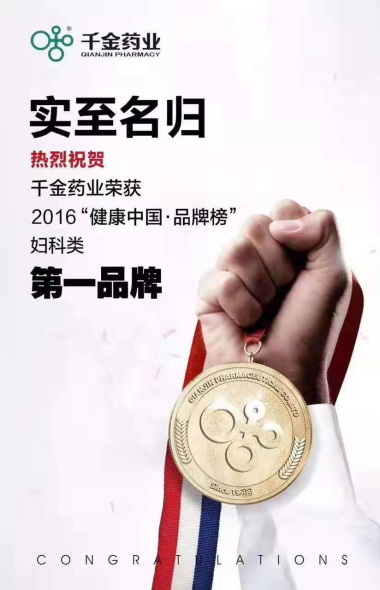 千金药业
QIANJIN PHARMACY
实至名归
热烈祝贺
千金药业荣获
2016“健康中国·品牌榜”
妇科类
第一品牌
QIANJIN PHARMACEUTICAL CO.,LTD
Since 1993
CONGRATULATIONS